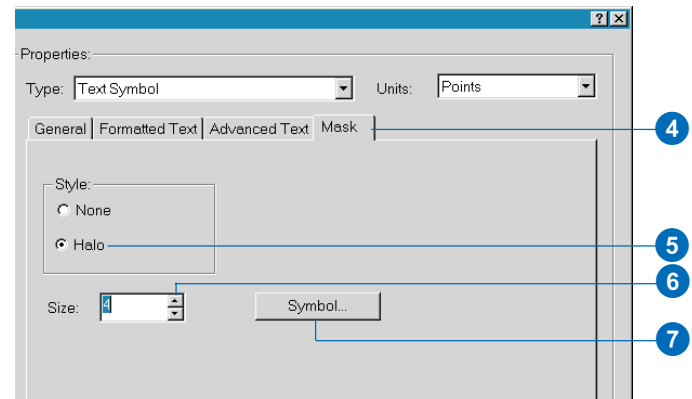 ? ×
Properties:
Type: Text Symbol Units: Points
General Formatted Text Advanced Text Mask 4
Style:
None
Halo 5
6
Size: 4 Symbol...
7